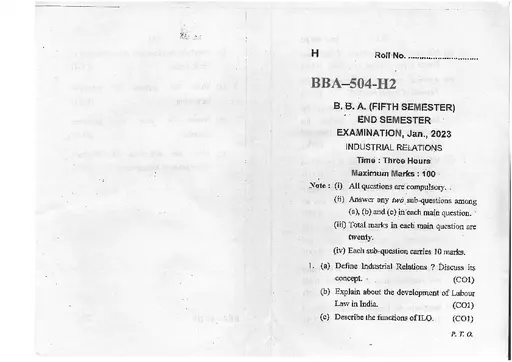 H
Roll No. ............................
BBA–504–H2
B. B. A. (FIFTH SEMESTER)
END SEMESTER
EXAMINATION, Jan., 2023
INDUSTRIAL RELATIONS
Time : Three Hours
Maximum Marks : 100
Note : (i) All questions are compulsory.
(ii) Answer any two sub-questions among
(a), (b) and (c) in each main question.
(iii) Total marks in each main question are
twenty.
(iv) Each sub-question carries 10 marks.
1. (a) Define Industrial Relations ? Discuss its
concept. (CO1)
(b) Explain about the development of Labour
Law in India. (CO1)
(c) Describe the functions of ILO. (CO1)
P. T. O.